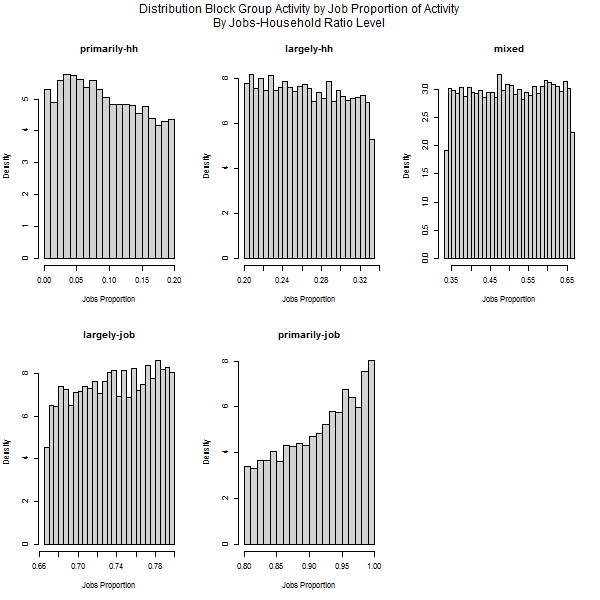 Distribution Block Group Activity by Job Proportion of Activity
By Jobs-Household Ratio Level
primarily-hh
Density
0 1 2 3 4 5
0.00 0.05 0.10 0.15 0.20
Jobs Proportion
largely-hh
Density
0 2 4 6 8
0.20 0.24 0.28 0.32
Jobs Proportion
mixed
Density
0.0 0.5 1.0 1.5 2.0 2.5 3.0
0.35 0.45 0.55 0.65
Jobs Proportion
largely-job
Density
0 2 4 6 8
0.66 0.70 0.74 0.78
Jobs Proportion
primarily-job
Density
0 2 4 6 8
0.80 0.85 0.90 0.95 1.00
Jobs Proportion